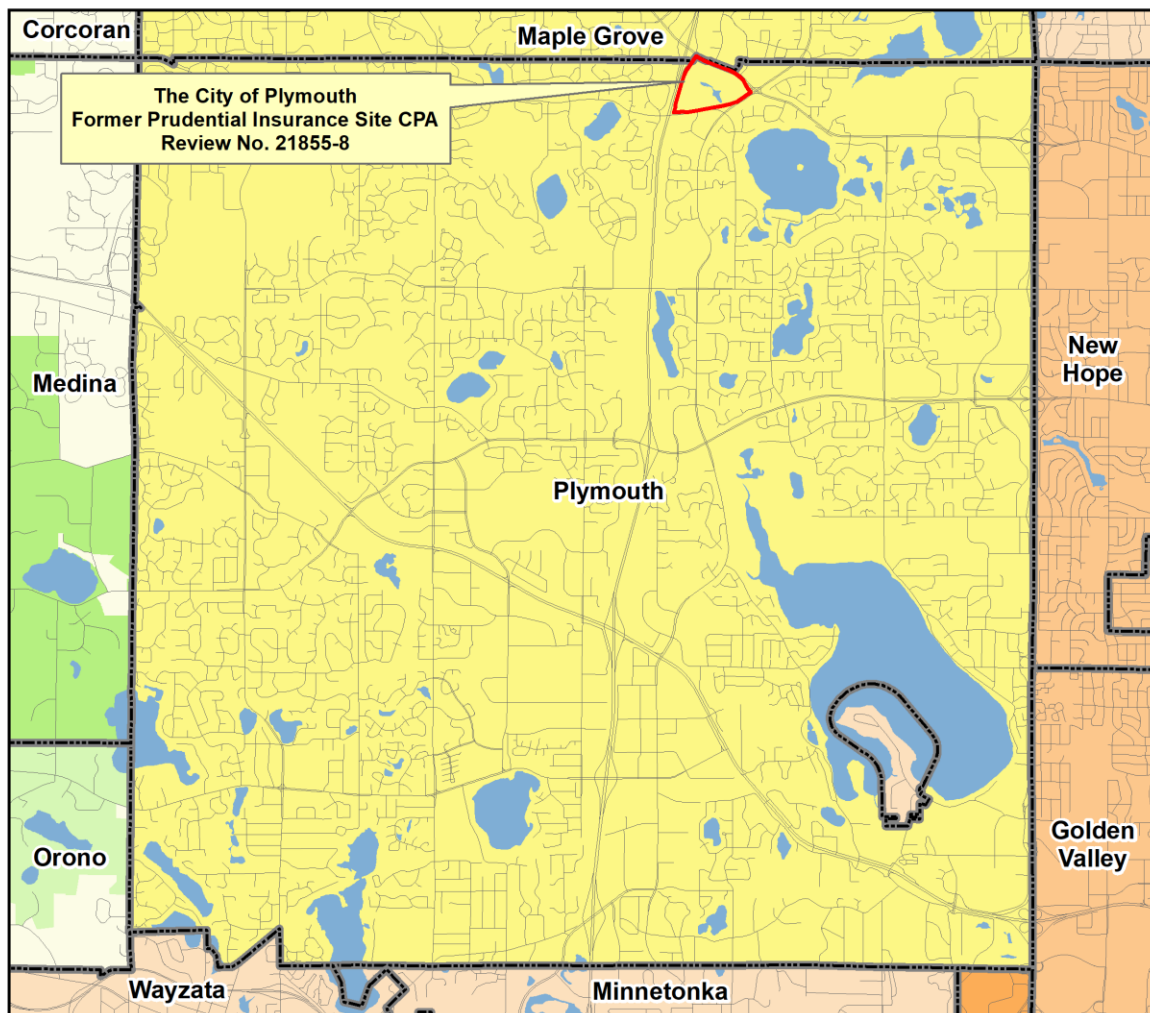 Corcoran
Maple Grove
The City of Plymouth
Former Prudential Insurance Site CPA
Review No. 21855-8
Medina
New
Hope
Plymouth
Orono
Golden
Valley
Wayzata
Minnetonka